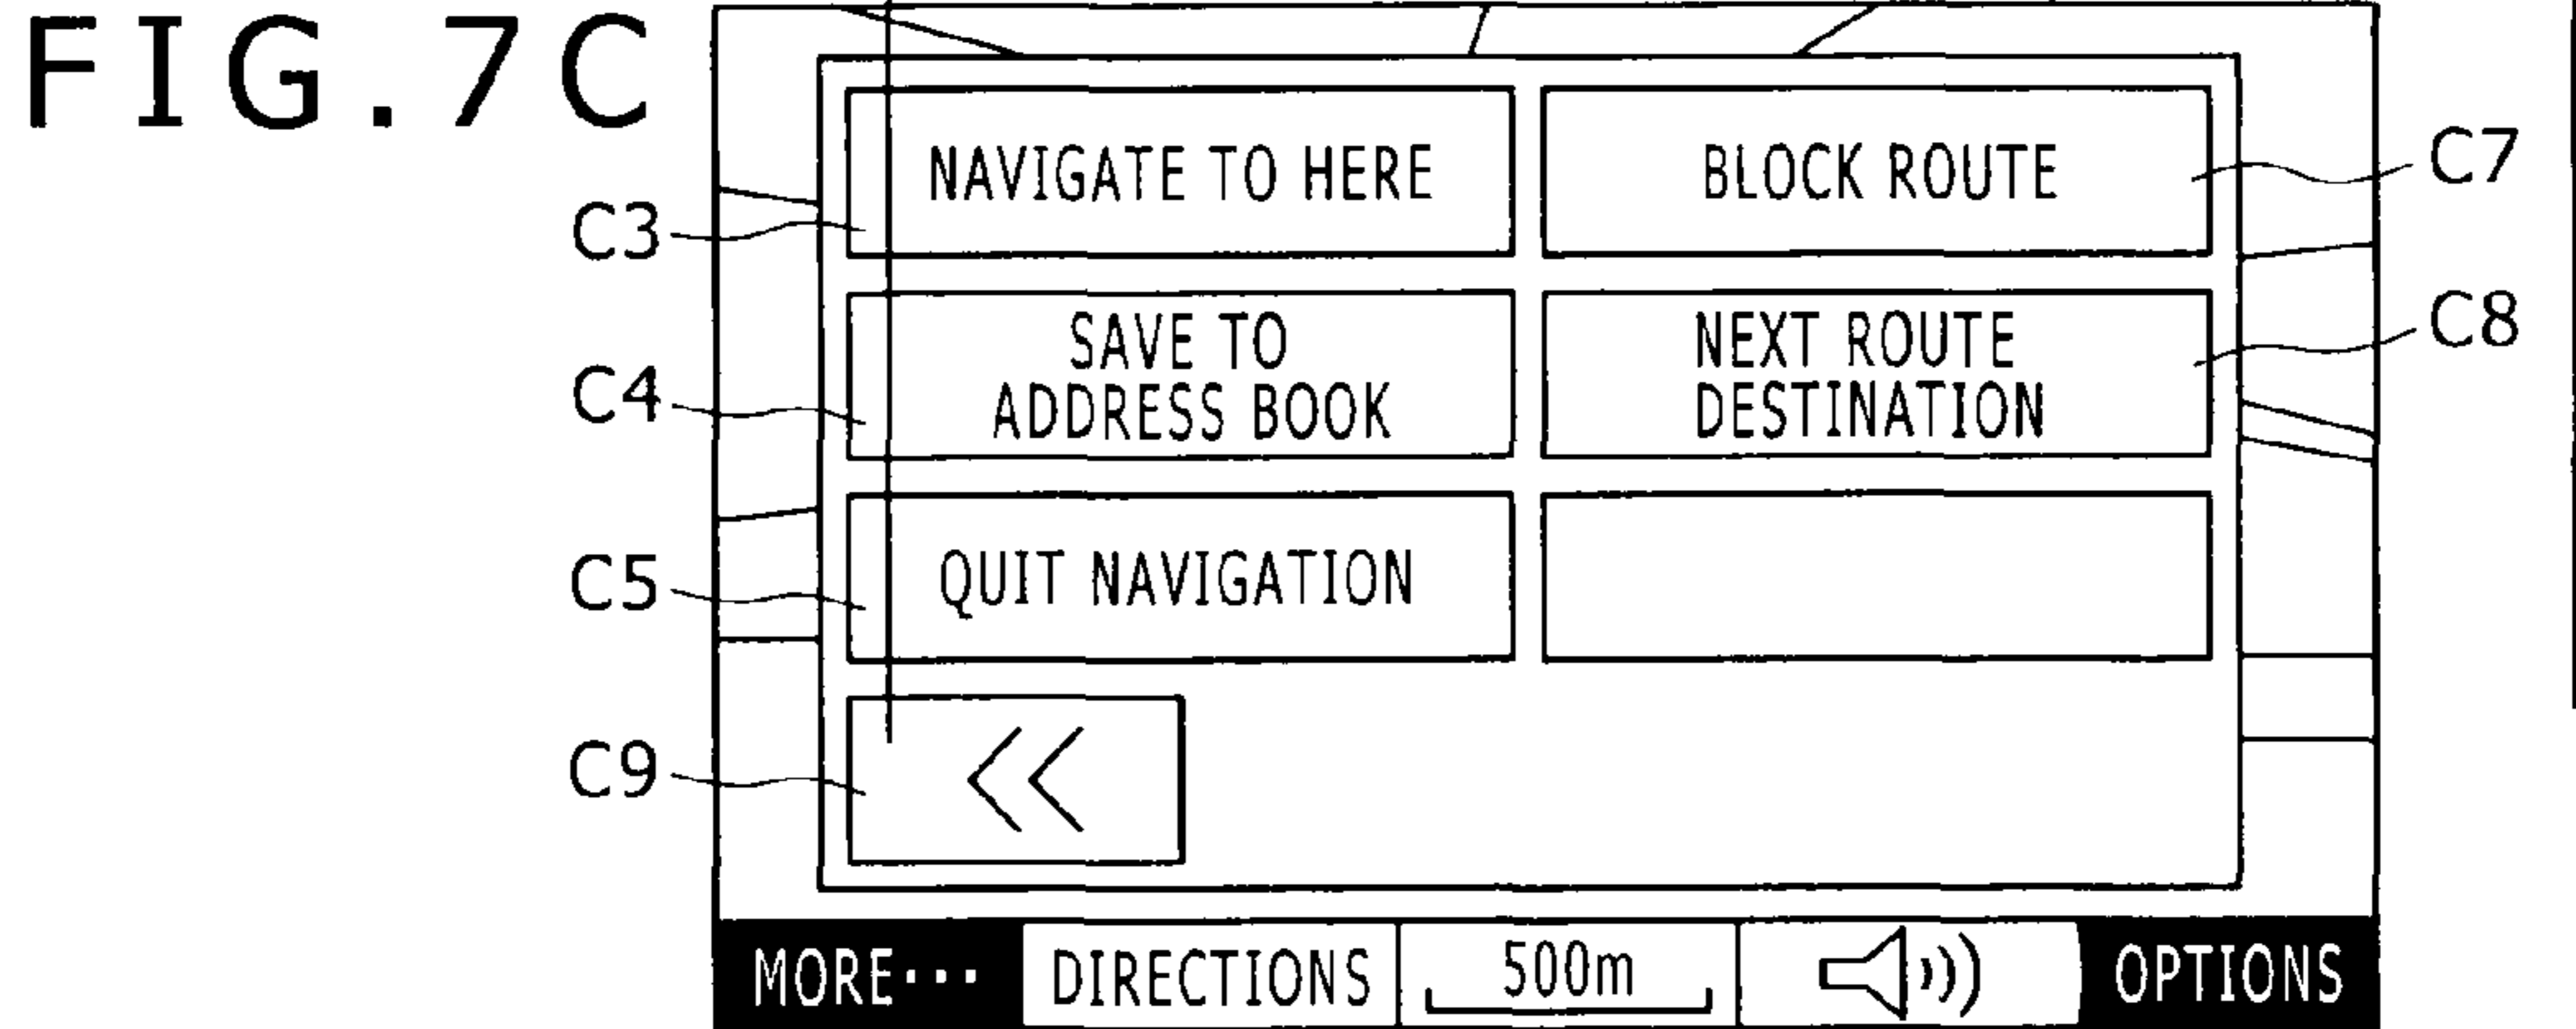 FIG.7C
NAVIGATE TO HERE
BLOCK ROUTE
C7
C3
SAVE TO
ADDRESS BOOK
NEXT ROUTE
DESTINATION
C8
C4
QUIT NAVIGATION
C5
C9
MORE··· DIRECTIONS 500m OPTIONS